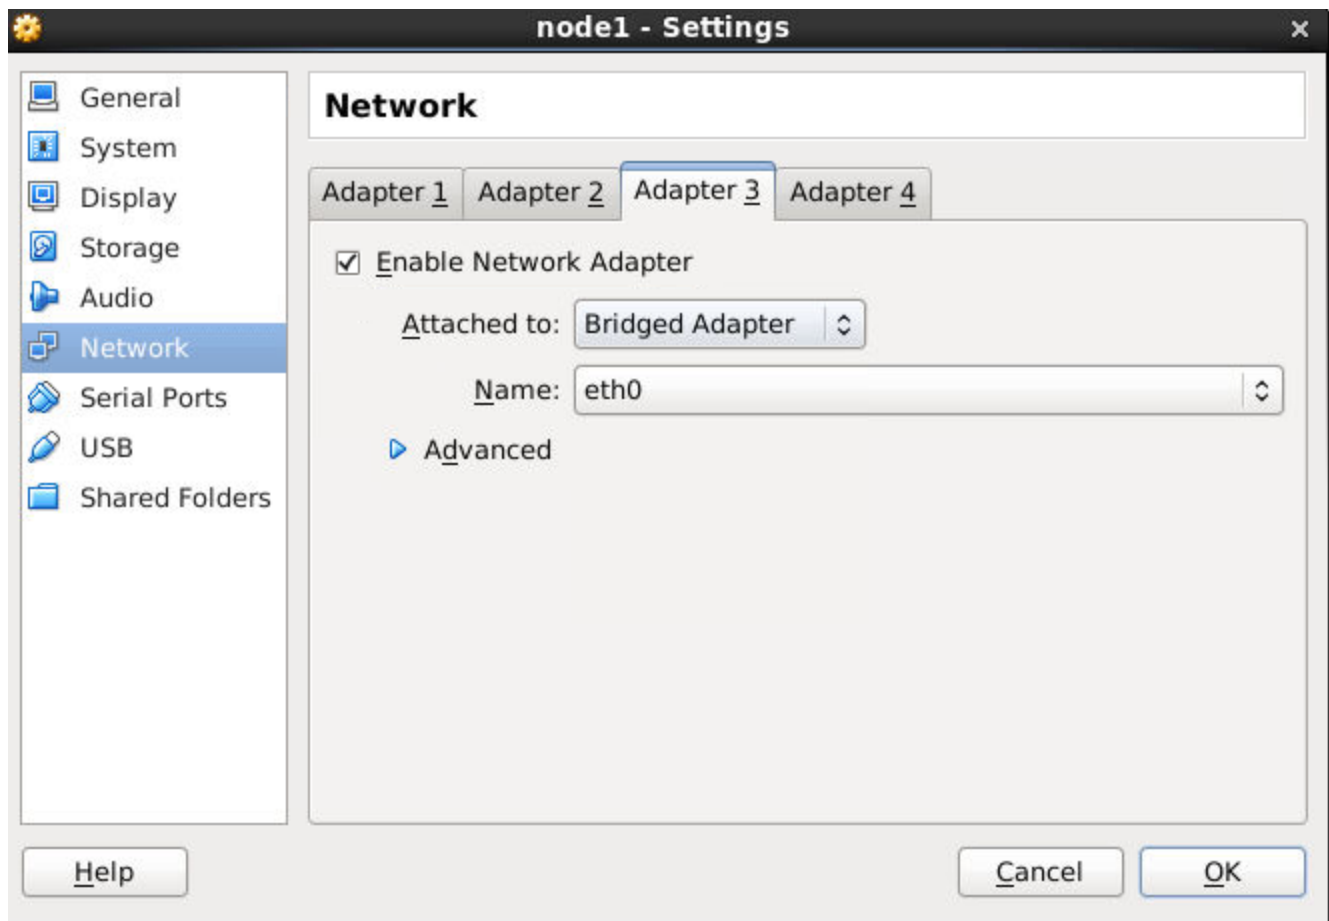 node1 - Settings
General
System
Display
Storage
Audio
Network
Serial Ports
USB
Shared Folders
Network
Adapter 1 Adapter 2 Adapter 3 Adapter 4
Enable Network Adapter
Attached to: Bridged Adapter
Name: eth0
Advanced
Help Cancel OK